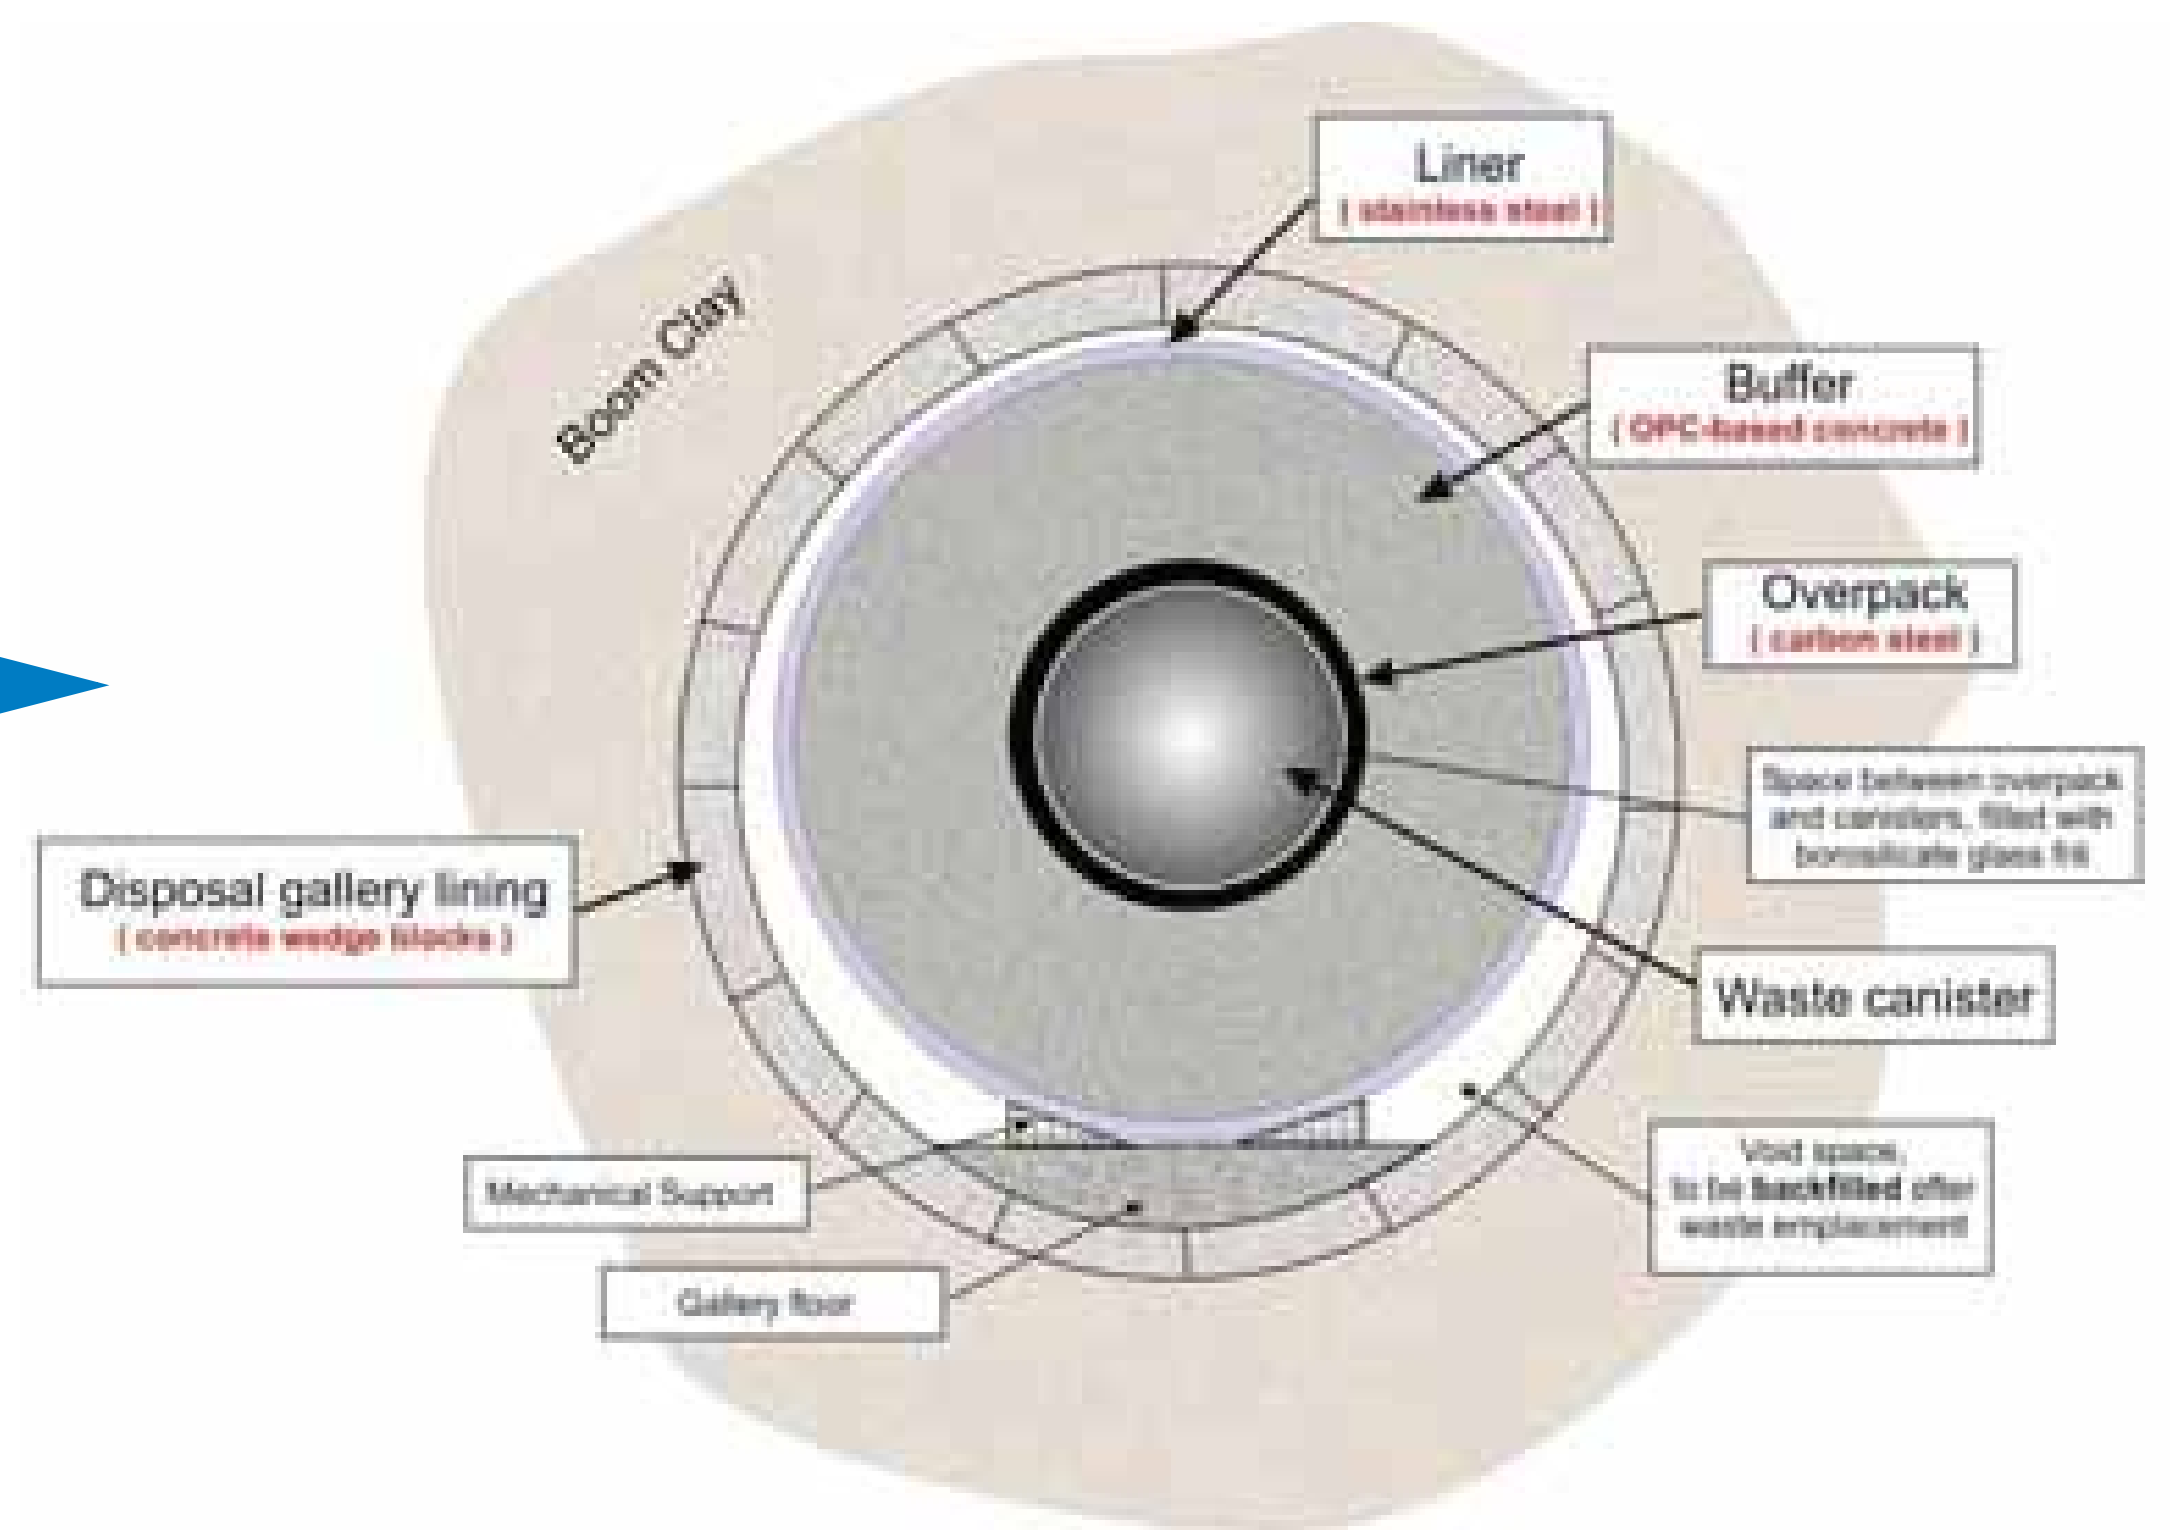 Liner
( stainless steel )
Boom Clay
Buffer
( OPC-based concrete )
Overpack
( carbon steel )
Space between overpack
and canisters, filled with
borosilicate glass frit
Disposal gallery lining
( concrete wedge blocks )
Waste canister
Mechanical Support
Void space,
to be backfilled after
waste emplacement
Gallery floor